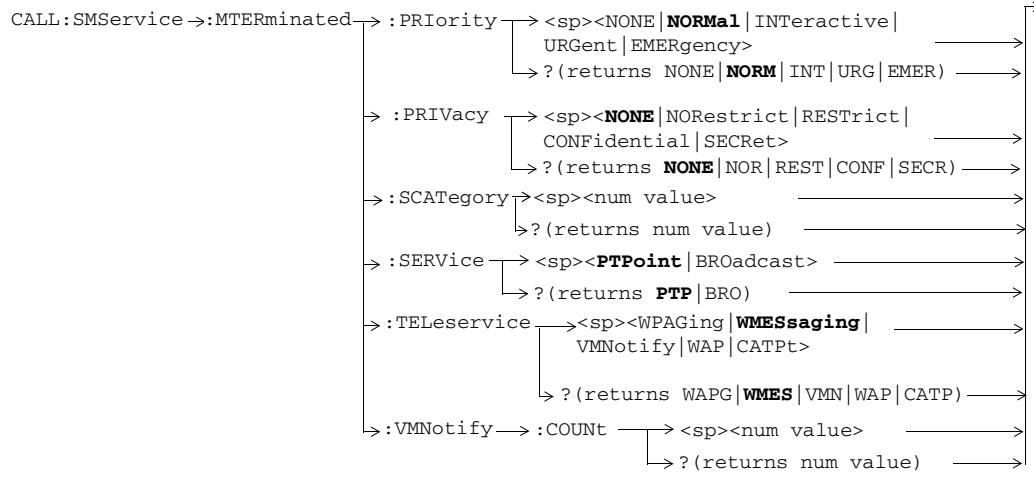 CALL:SMService :MTERminated :PRIority <sp><NONE|NORMal|INTeractive|
URGent|EMERgency>
?(returns NONE|NORM|INT|URG|EMER)
:PRIVacy <sp><NONE|NORestrict|RESTrict|
CONFidential|SECRet>
?(returns NONE|NOR|REST|CONF|SECR)
:SCATegory <sp><num value>
?(returns num value)
:SERVice <sp><PTPoint|BROadcast>
?(returns PTP|BRO)
:TELeservice <sp><WPAGing|WMESsaging|
VMNotify|WAP|CATPt>
?(returns WAPG|WMES|VMN|WAP|CATP)
:VMNotify :COUNt <sp><num value>
?(returns num value)